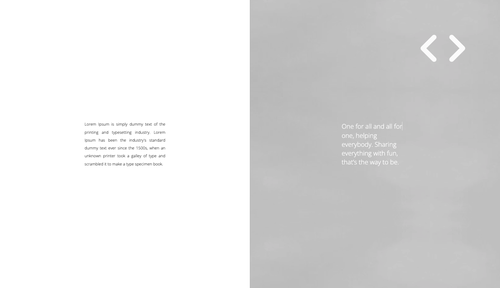 Lorem Ipsum is simply dummy text of the
printing and typesetting industry. Lorem
Ipsum has been the industry's standard
dummy text ever since the 1500s, when an
unknown printer took a galley of type and
scrambled it to make a type specimen book.
One for all and all for
one, helping
everybody. Sharing
everything with fun,
that's the way to be.